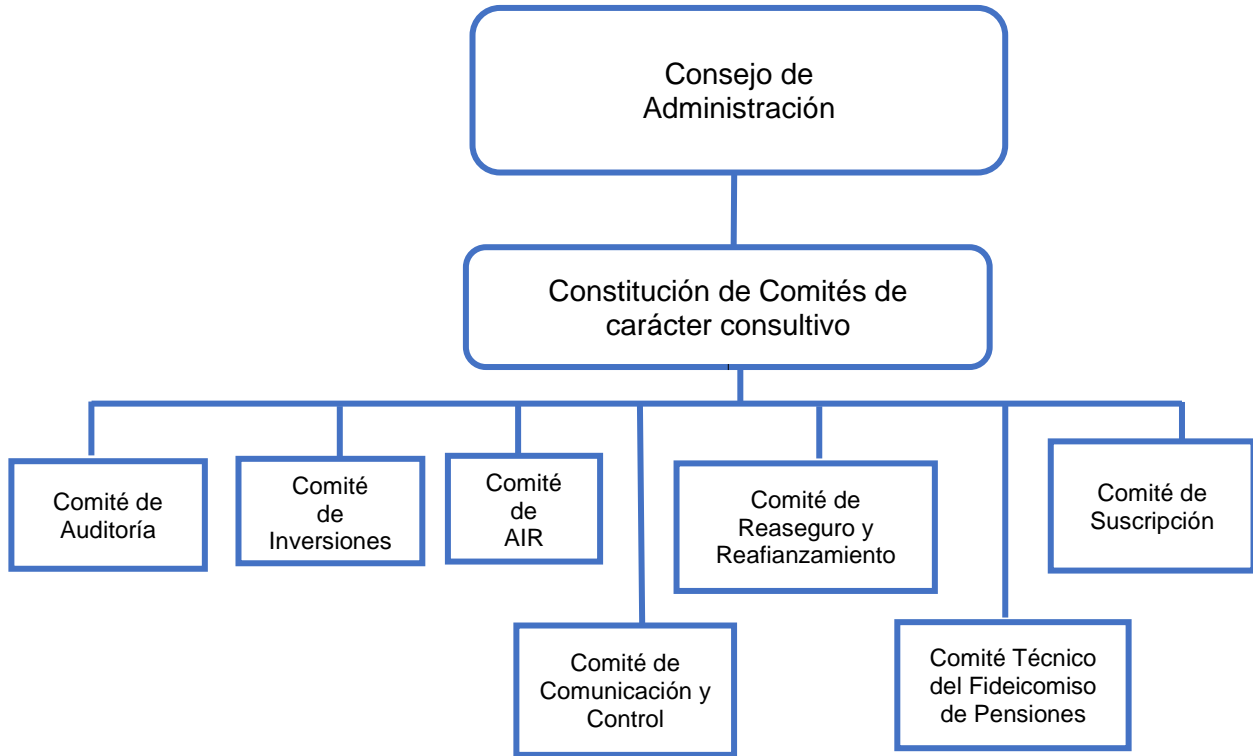 Consejo de
Administración
Constitución de Comités de
carácter consultivo
Comité de
Auditoría
Comité
de
Inversiones
Comité
de
AIR
Comité de
Reaseguro y
Reafianzamiento
Comité de
Suscripción
Comité de
Comunicación y
Control
Comité Técnico
del Fideicomiso
de Pensiones